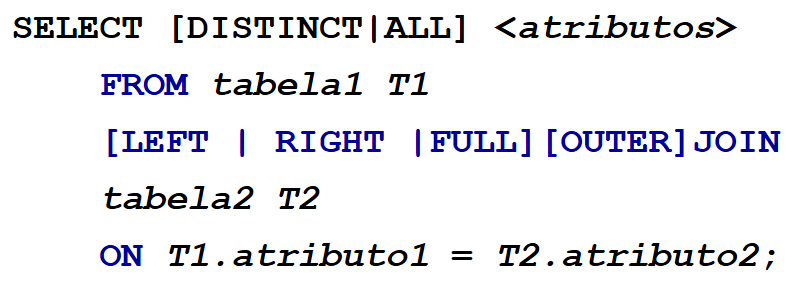 SELECT [DISTINCT|ALL] <atributos>
FROM tabela1 T1
[LEFT | RIGHT |FULL][OUTER]JOIN
tabela2 T2
ON T1.atributo1 = T2.atributo2;